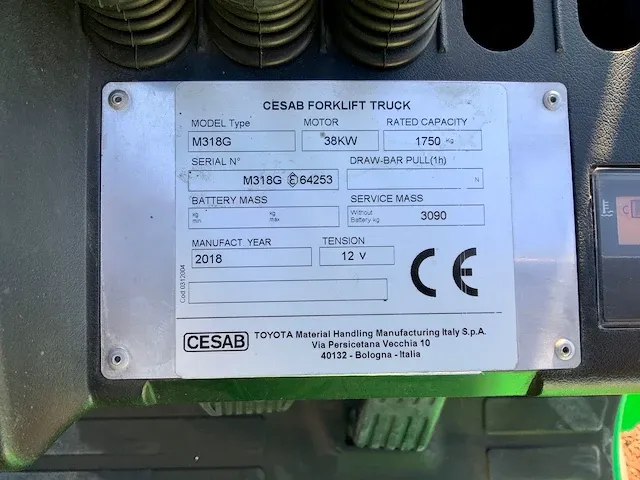 CESAB FORKLIFT TRUCK
MODEL Type MOTOR RATED CAPACITY
M318G 38KW 1750 kg
SERIAL N° DRAW-BAR PULL(1h)
M318G 64253 N
BATTERY MASS SERVICE MASS
kg min kg max Without Battery kg 3090
MANUFACT YEAR TENSION
2018 12 V
CE
Cod 0312004
CESAB TOYOTA Material Handling Manufacturing Italy S.p.A.
Via Persicetana Vecchia 10
40132 - Bologna - Italia